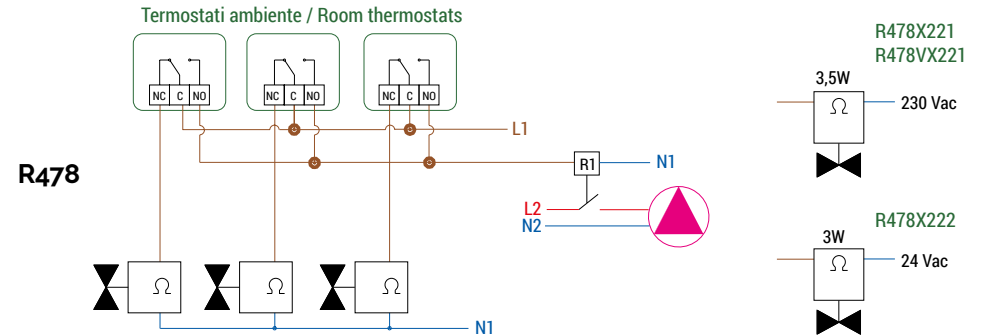 Termostati ambiente / Room thermostats
NC C NO
NC C NO
NC C NO
L1
R1
N1
L2
N2
R478
Ω
Ω
Ω
N1
R478X221
R478VX221
3,5W
Ω
230 Vac
R478X222
3W
Ω
24 Vac